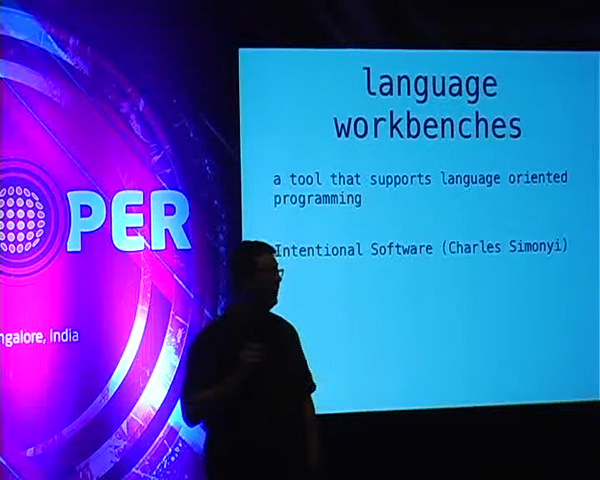 language
workbenches
a tool that supports language oriented
programming
Intentional Software (Charles Simonyi)
PER
ngalore, India